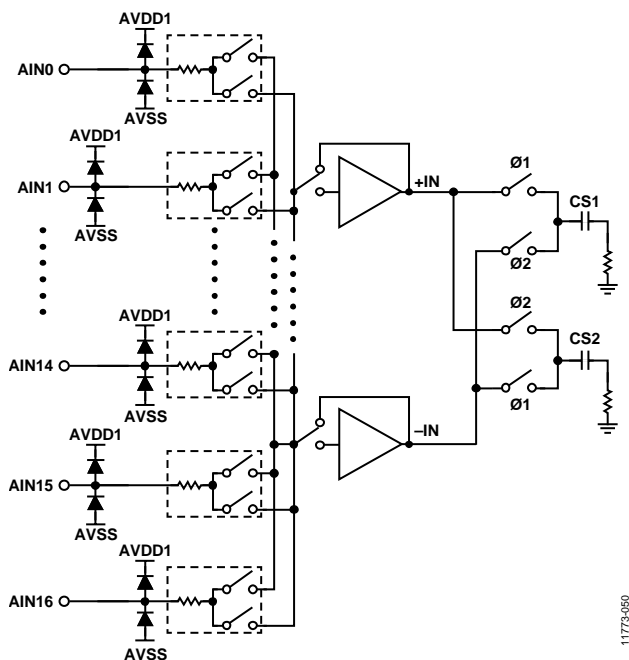 AVDD1
AIN0
AVSS
AVDD1
AIN1
AVSS
+IN
Ø1
CS1
Ø2
AVDD1
AIN14
AVSS
Ø2
CS2
Ø1
AVDD1
AIN15
AVSS
–IN
AVDD1
AIN16
AVSS
11773-050